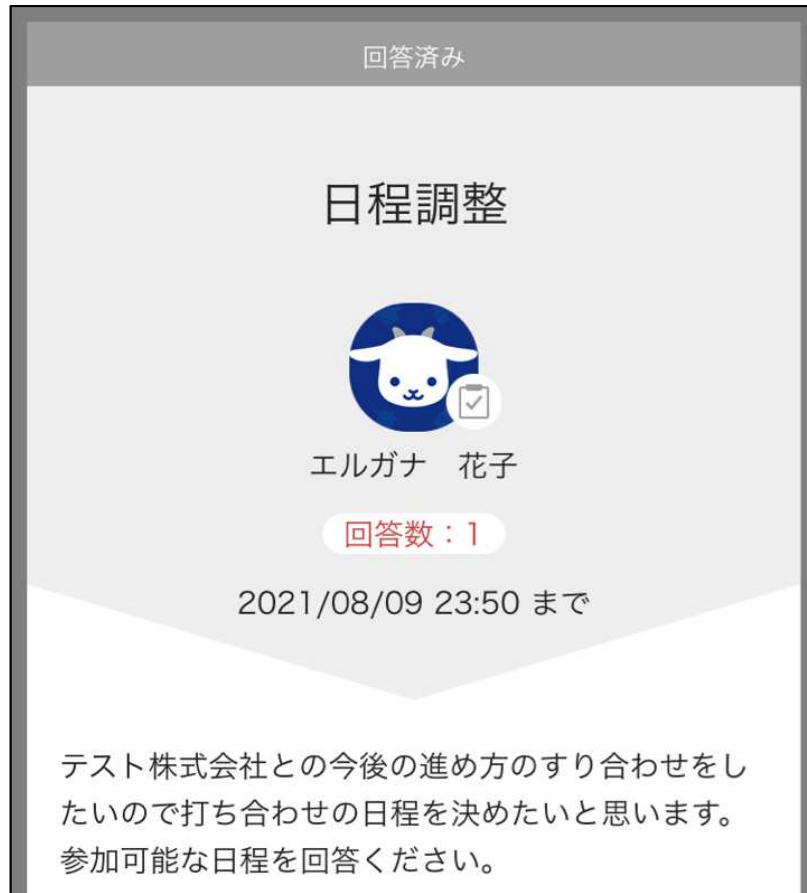 回答済み
日程調整
エルガナ　花子
回答数：1
2021/08/09 23:50 まで
テスト株式会社との今後の進め方のすり合わせをし
たいので打ち合わせの日程を決めたいと思います。
参加可能な日程を回答ください。